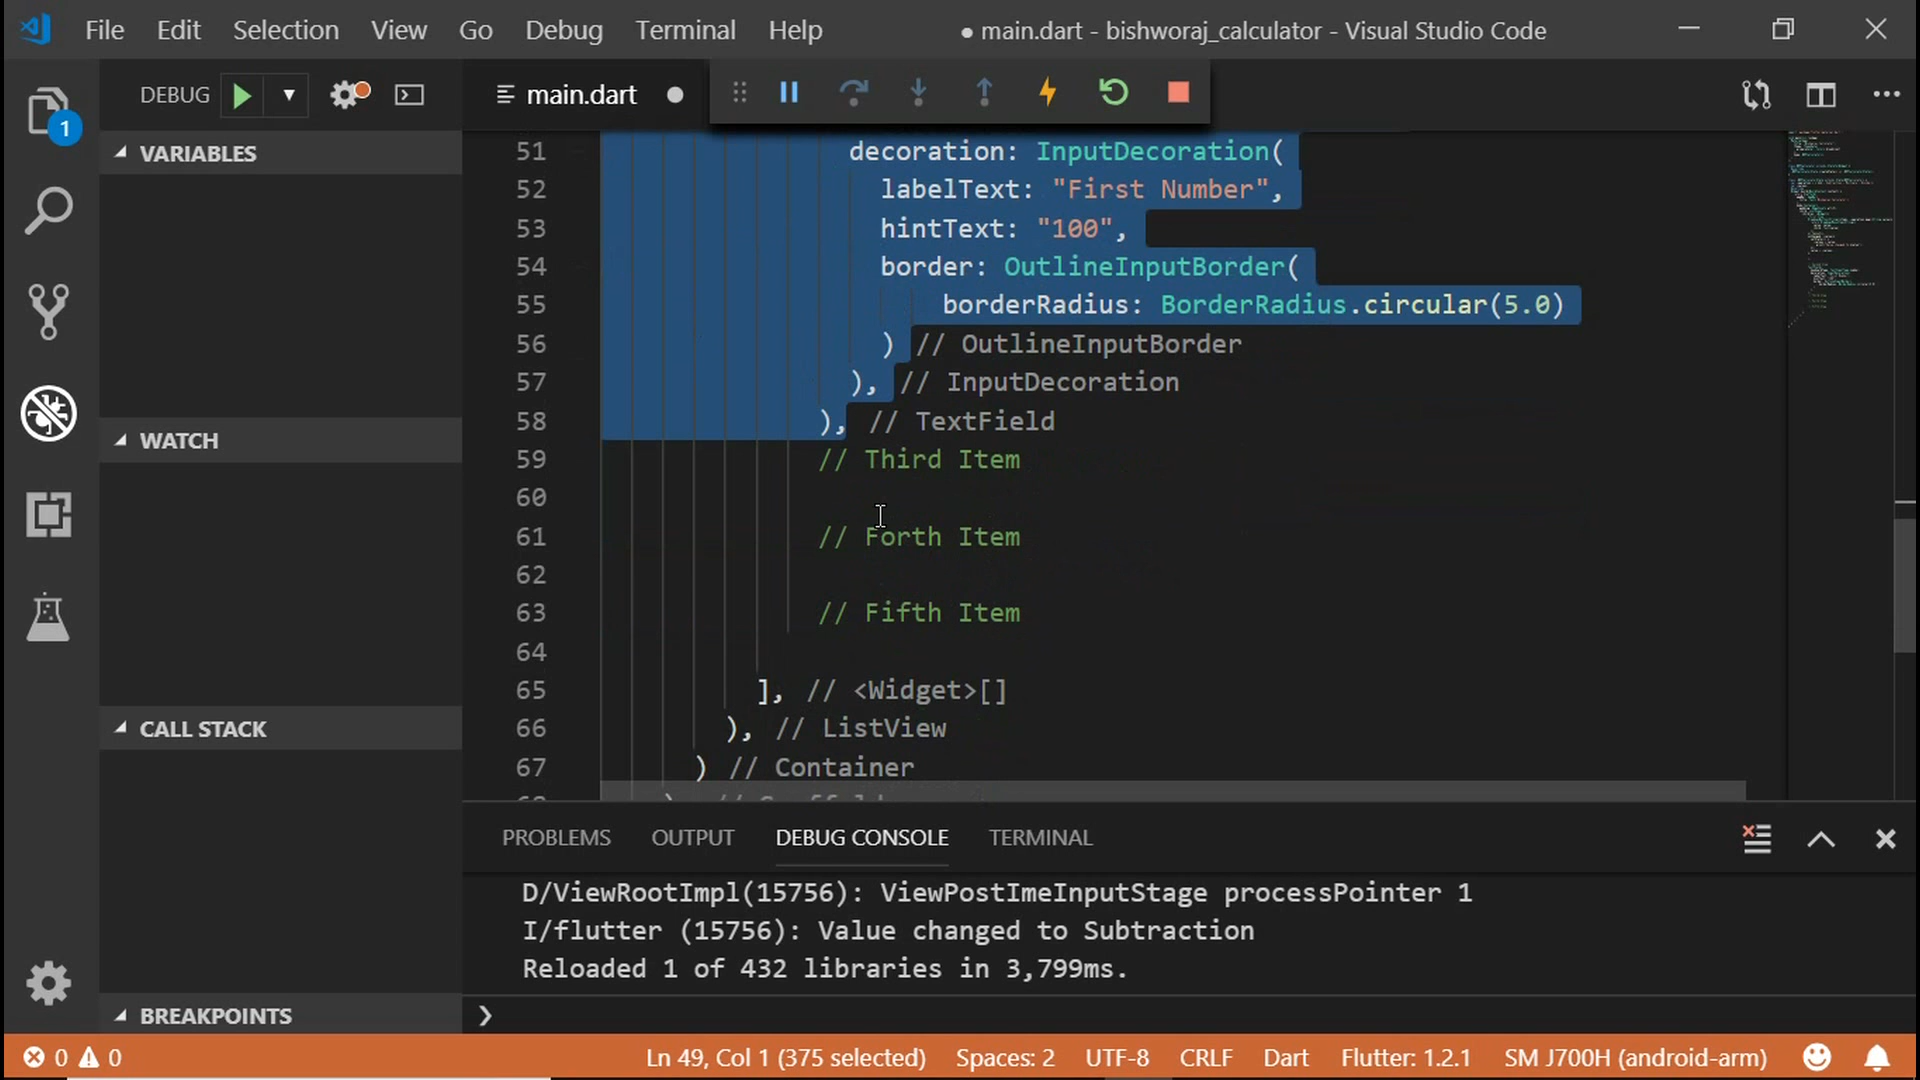 File Edit Selection View Go Debug Terminal Help ● main.dart - bishworaj_calculator - Visual Studio Code
DEBUG
main.dart
1
VARIABLES
WATCH
CALL STACK
BREAKPOINTS
51 decoration: InputDecoration(
52 labelText: "First Number",
53 hintText: "100",
54 border: OutlineInputBorder(
55 borderRadius: BorderRadius.circular(5.0)
56 ) // OutlineInputBorder
57 ), // InputDecoration
58 ), // TextField
59 // Third Item
60
61 // Forth Item
62
63 // Fifth Item
64
65 ], // <Widget>[]
66 ), // ListView
67 ) // Container
PROBLEMS OUTPUT DEBUG CONSOLE TERMINAL
D/ViewRootImpl(15756): ViewPostImeInputStage processPointer 1
I/flutter (15756): Value changed to Subtraction
Reloaded 1 of 432 libraries in 3,799ms.
❯
0 0 Ln 49, Col 1 (375 selected) Spaces: 2 UTF-8 CRLF Dart Flutter: 1.2.1 SM J700H (android-arm)